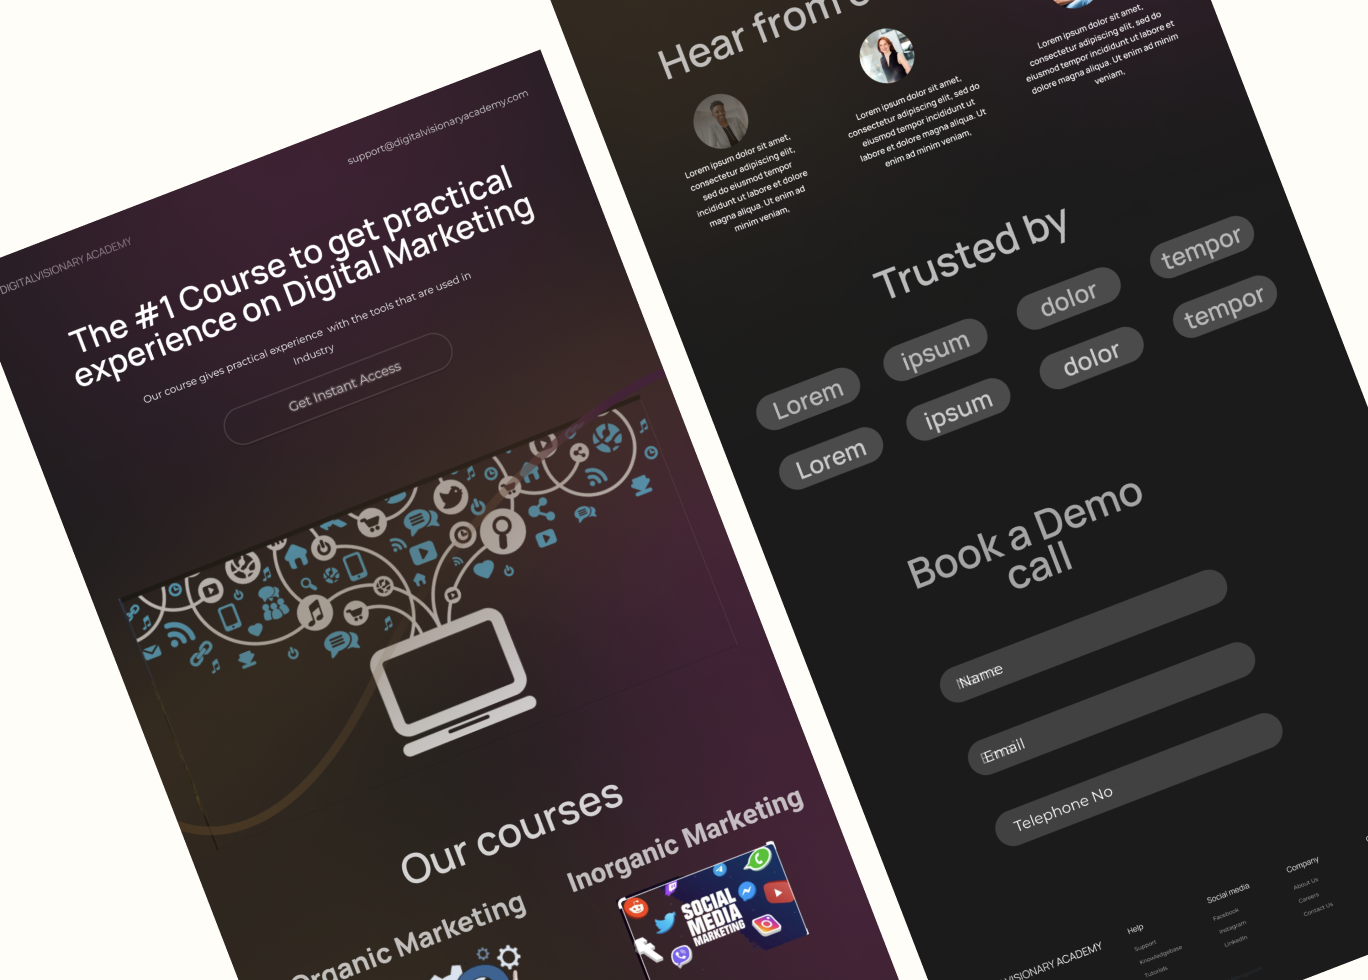 support@digitalvisionaryacademy.com
DIGITALVISIONARY ACADEMY
The #1 Course to get practical
experience on Digital Marketing
Our course gives practical experience with the tools that are used in
Industry
Get Instant Access
Our courses
Organic Marketing
Inorganic Marketing
SOCIAL
MEDIA
MARKETING
Hear from
Lorem ipsum dolor sit amet,
consectetur adipiscing elit,
sed do eiusmod tempor
incididunt ut labore et dolore
magna aliqua. Ut enim ad
minim veniam,
Lorem ipsum dolor sit amet,
consectetur adipiscing elit, sed do
eiusmod tempor incididunt ut
labore et dolore magna aliqua. Ut
enim ad minim veniam,
Lorem ipsum dolor sit amet,
consectetur adipiscing elit, sed do
eiusmod tempor incididunt ut labore et
dolore magna aliqua. Ut enim ad minim
veniam,
Trusted by
Lorem ipsum dolor tempor
Lorem ipsum dolor tempor
Book a Demo
call
Name
Email
Telephone No
VISIONARY ACADEMY
Help
Support
Knowledgebase
Tutorials
Social media
Facebook
Instagram
LinkedIn
Company
About Us
Careers
Contact Us